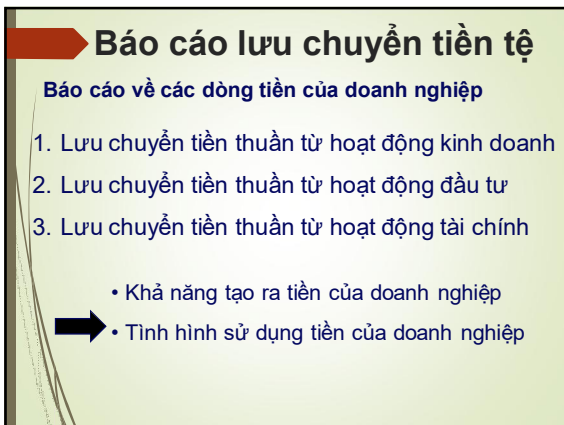 Báo cáo lưu chuyển tiền tệ
Báo cáo về các dòng tiền của doanh nghiệp
1. Lưu chuyển tiền thuần từ hoạt động kinh doanh
2. Lưu chuyển tiền thuần từ hoạt động đầu tư
3. Lưu chuyển tiền thuần từ hoạt động tài chính
• Khả năng tạo ra tiền của doanh nghiệp
• Tình hình sử dụng tiền của doanh nghiệp